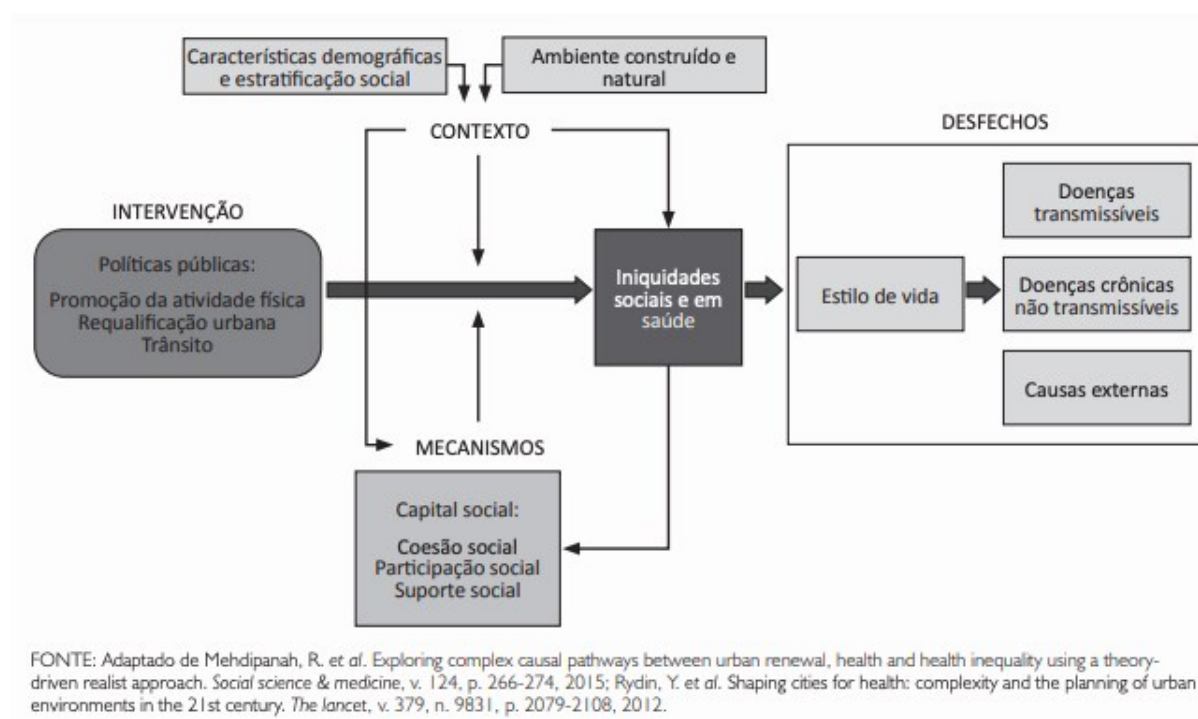 Características demográficas
e estratificação social
Ambiente construído e
natural
CONTEXTO
DESFECHOS
INTERVENÇÃO
Políticas públicas:
Promoção da atividade física
Requalificação urbana
Trânsito
Iniquidades
sociais e em
saúde
Estilo de vida
Doenças
transmissíveis
Doenças crônicas
não transmissíveis
Causas externas
MECANISMOS
Capital social:
Coesão social
Participação social
Suporte social
FONTE: Adaptado de Mehdipanah, R. et al. Exploring complex causal pathways between urban renewal, health and health inequality using a theory-
driven realist approach. Social science & medicine, v. 124, p. 266-274, 2015; Rydin, Y. et al. Shaping cities for health: complexity and the planning of urban
environments in the 21st century. The lancet, v. 379, n. 9831, p. 2079-2108, 2012.